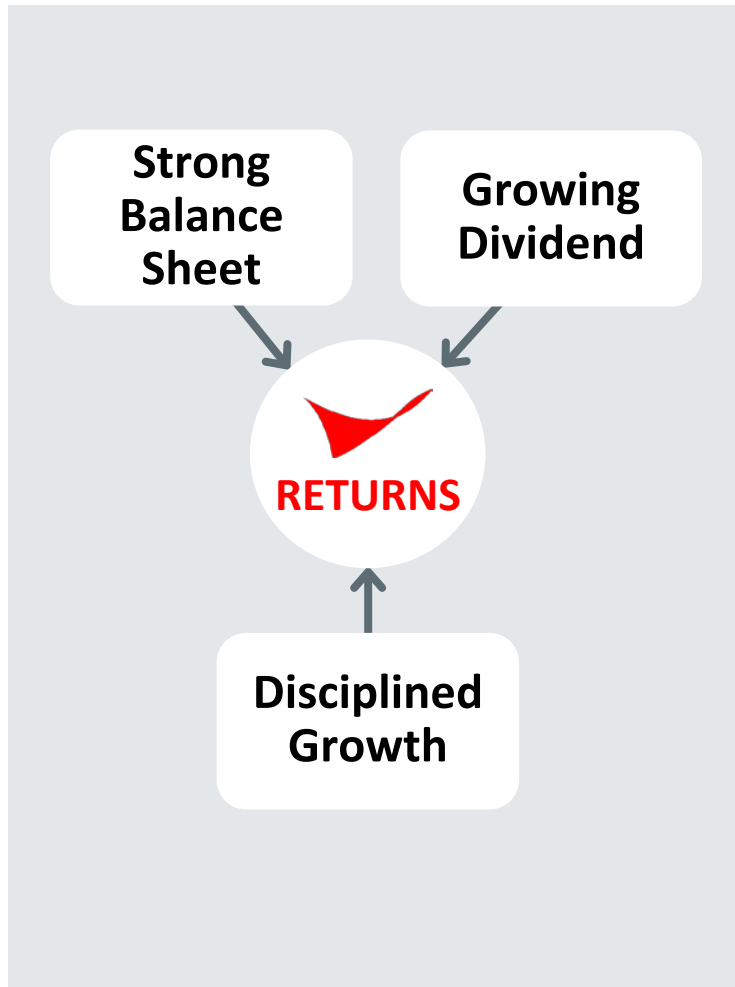 Strong
Balance
Sheet
Growing
Dividend
RETURNS
Disciplined
Growth